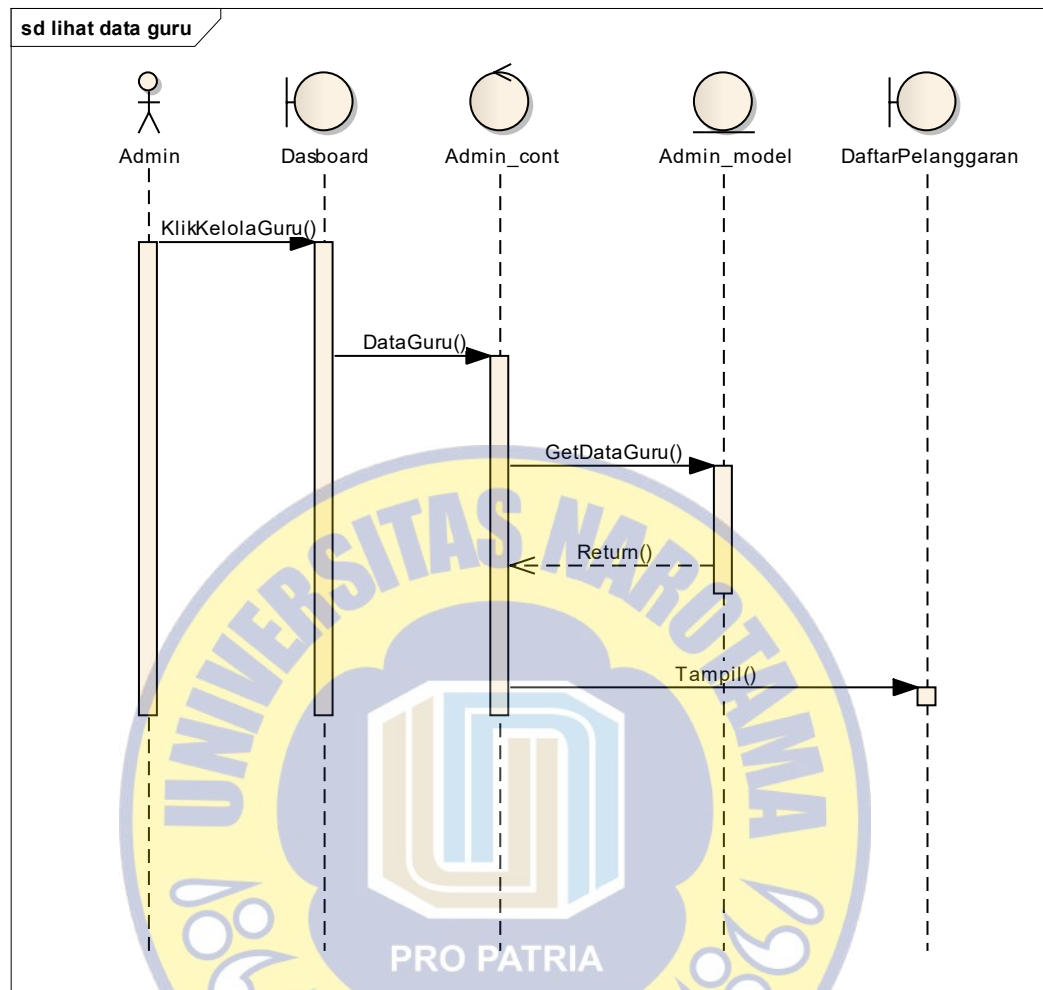 sd lihat data guru
Admin
Dasboard
Admin_cont
Admin_model
DaftarPelanggaran
KlikKelolaGuru()
DataGuru()
GetDataGuru()
Return()
Tampil()
UNIVERSITAS NAROTAMA
PRO PATRIA